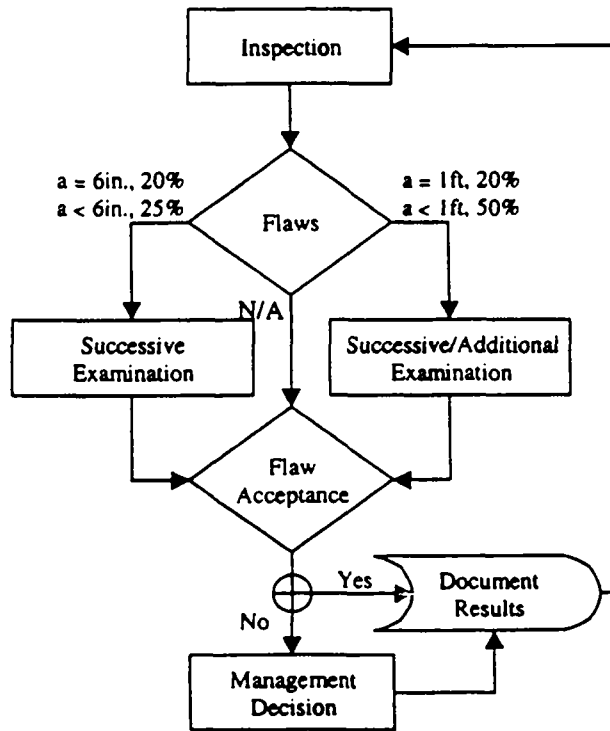 Inspection
a = 6in., 20%
a < 6in., 25%
Flaws
a = 1ft, 20%
a < 1ft, 50%
N/A
Successive
Examination
Successive/Additional
Examination
Flaw
Acceptance
Yes
Document
Results
No
Management
Decision